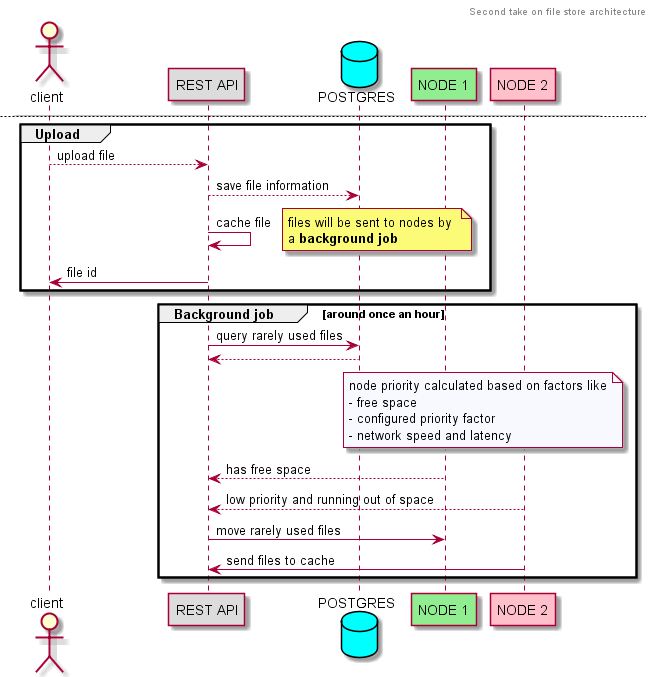 Second take on file store architecture
client
REST API
POSTGRES
NODE 1
NODE 2
Upload
upload file
save file information
cache file
files will be sent to nodes by
a background job
file id
Background job
[around once an hour]
query rarely used files
node priority calculated based on factors like
- free space
- configured priority factor
- network speed and latency
has free space
low priority and running out of space
move rarely used files
send files to cache
client
REST API
POSTGRES
NODE 1
NODE 2